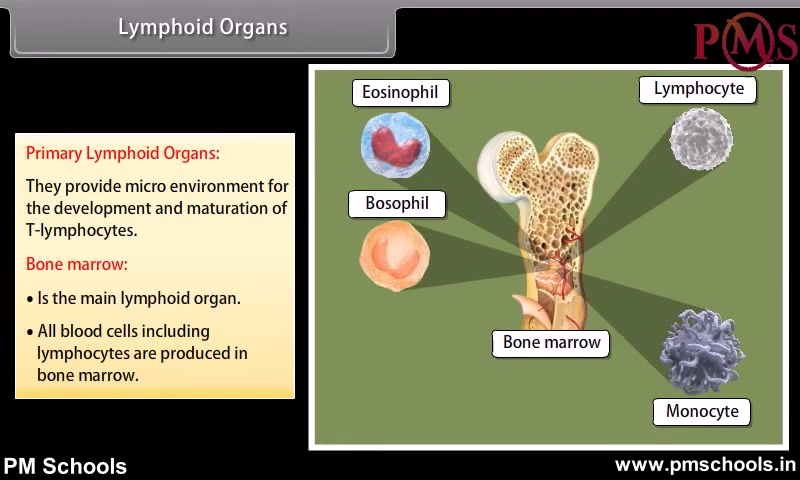 Lymphoid Organs
PMS
Primary Lymphoid Organs:
They provide micro environment for
the development and maturation of
T-lymphocytes.
Bone marrow:
• Is the main lymphoid organ.
• All blood cells including
lymphocytes are produced in
bone marrow.
Eosinophil
Lymphocyte
Bosophil
Bone marrow
Monocyte
PM Schools
www.pmschools.in